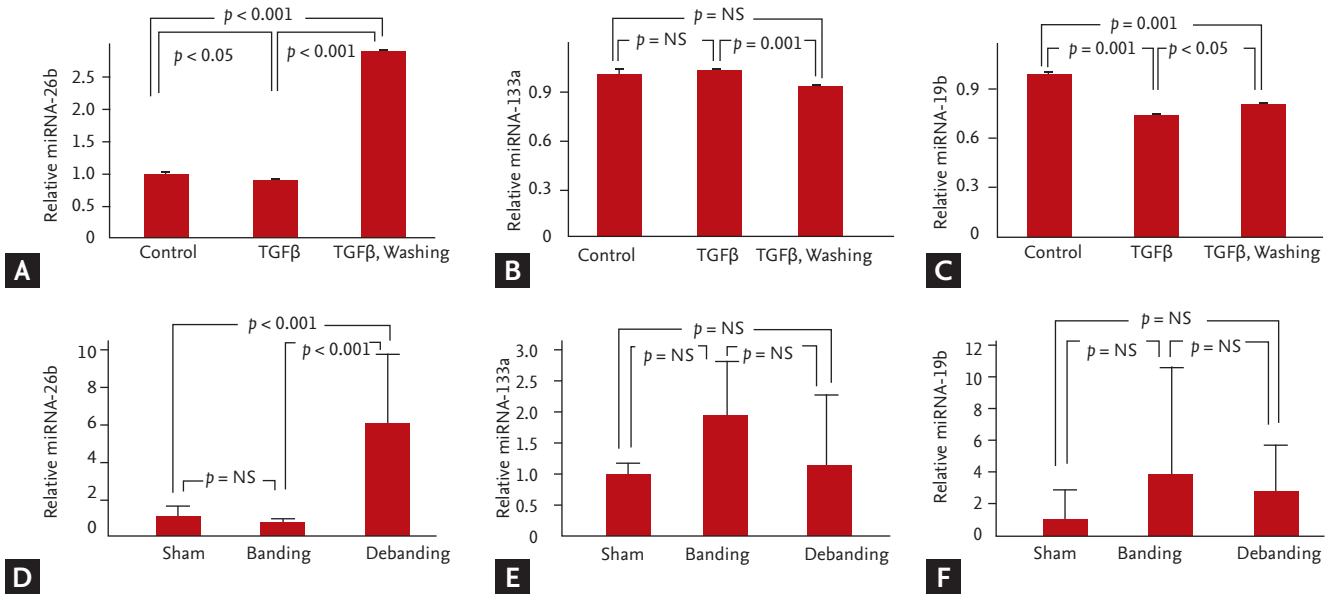 Relative miRNA-26b
2.5
2.0
1.5
1.0
0.5
0
p < 0.001
p < 0.05
p < 0.001
Control
TGFβ
TGFβ, Washing
A
Relative miRNA-133a
0.9
0.6
0.3
0
p = NS
p = NS
p = 0.001
Control
TGFβ
TGFβ, Washing
B
Relative miRNA-19b
0.9
0.6
0.3
0
p = 0.001
p = 0.001
p < 0.05
Control
TGFβ
TGFβ, Washing
C
Relative miRNA-26b
10
8
6
4
2
0
p < 0.001
p < 0.001
p = NS
Sham
Banding
Debanding
D
Relative miRNA-133a
3.0
2.5
2.0
1.5
1.0
0.5
0
p = NS
p = NS
p = NS
Sham
Banding
Debanding
E
Relative miRNA-19b
12
10
8
6
4
2
0
p = NS
p = NS
p = NS
Sham
Banding
Debanding
F